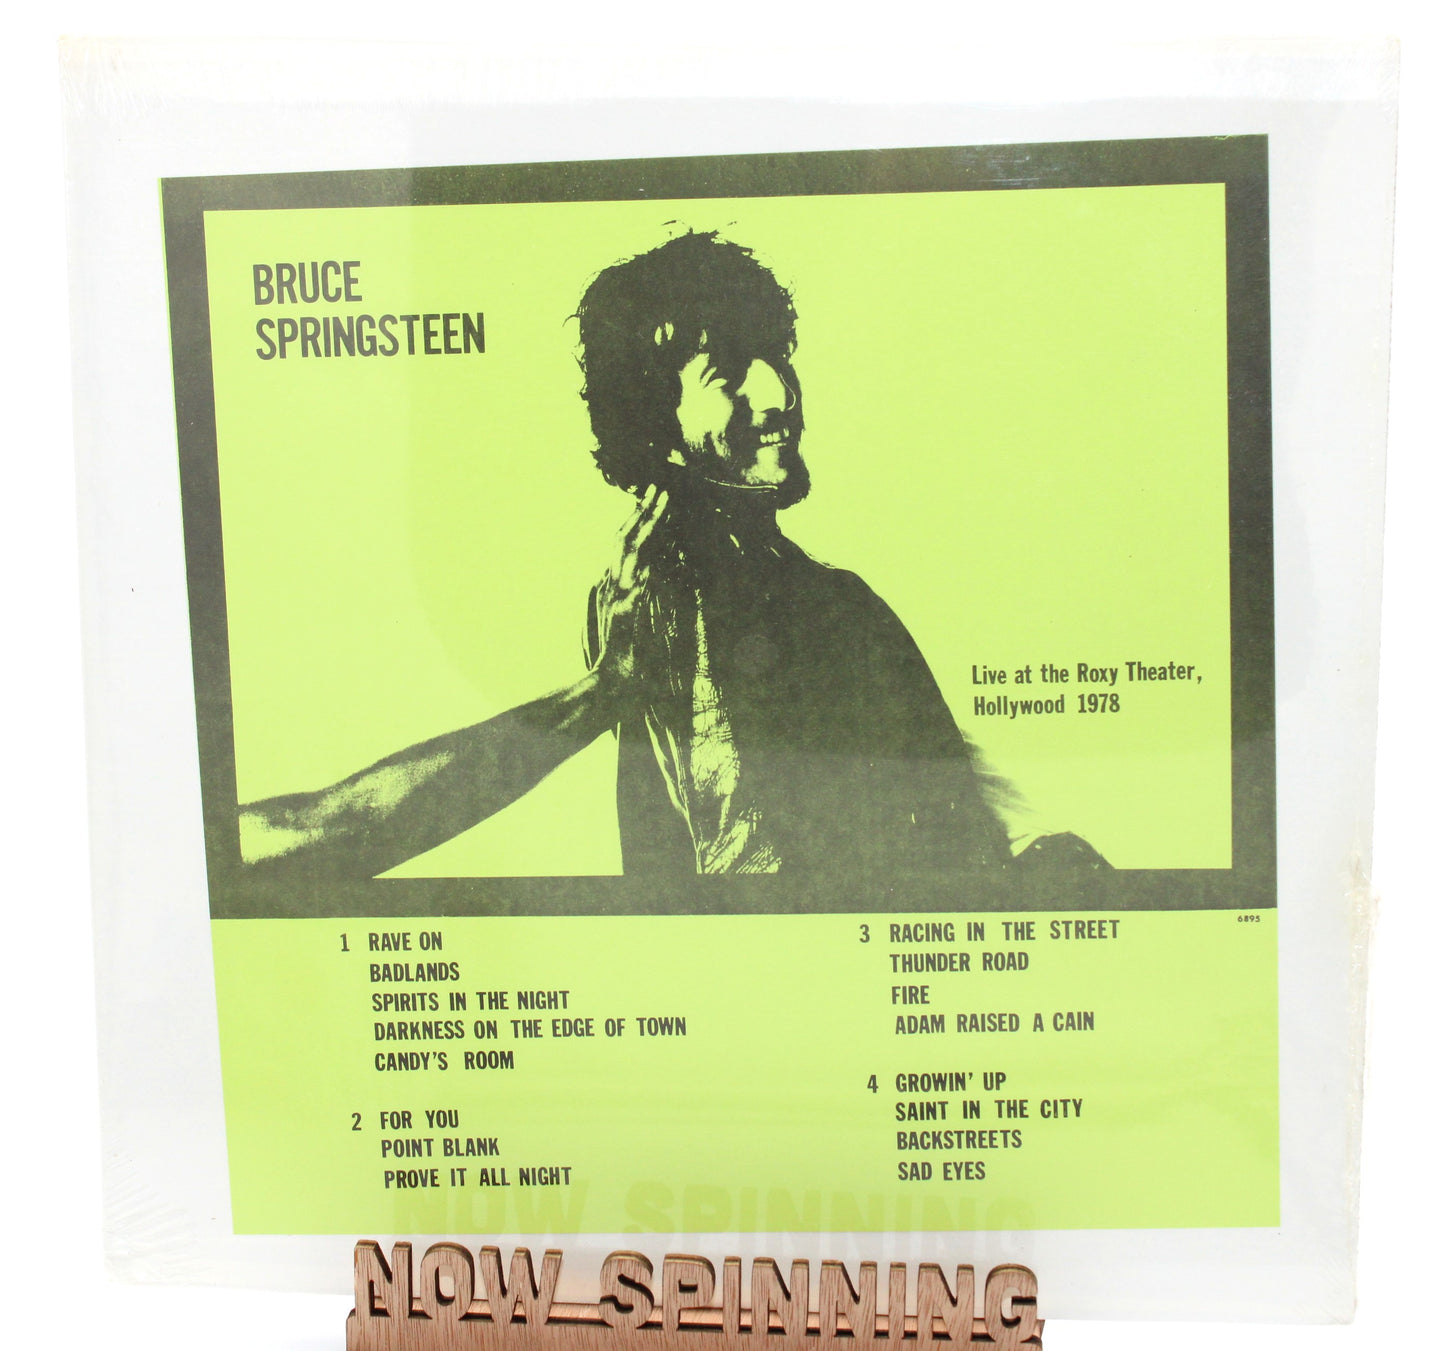 BRUCE
SPRINGSTEEN
Live at the Roxy Theater,
Hollywood 1978
6895
1 RAVE ON
BADLANDS
SPIRITS IN THE NIGHT
DARKNESS ON THE EDGE OF TOWN
CANDY'S ROOM
2 FOR YOU
POINT BLANK
PROVE IT ALL NIGHT
3 RACING IN THE STREET
THUNDER ROAD
FIRE
ADAM RAISED A CAIN
4 GROWIN' UP
SAINT IN THE CITY
BACKSTREETS
SAD EYES
NOW SPINNING